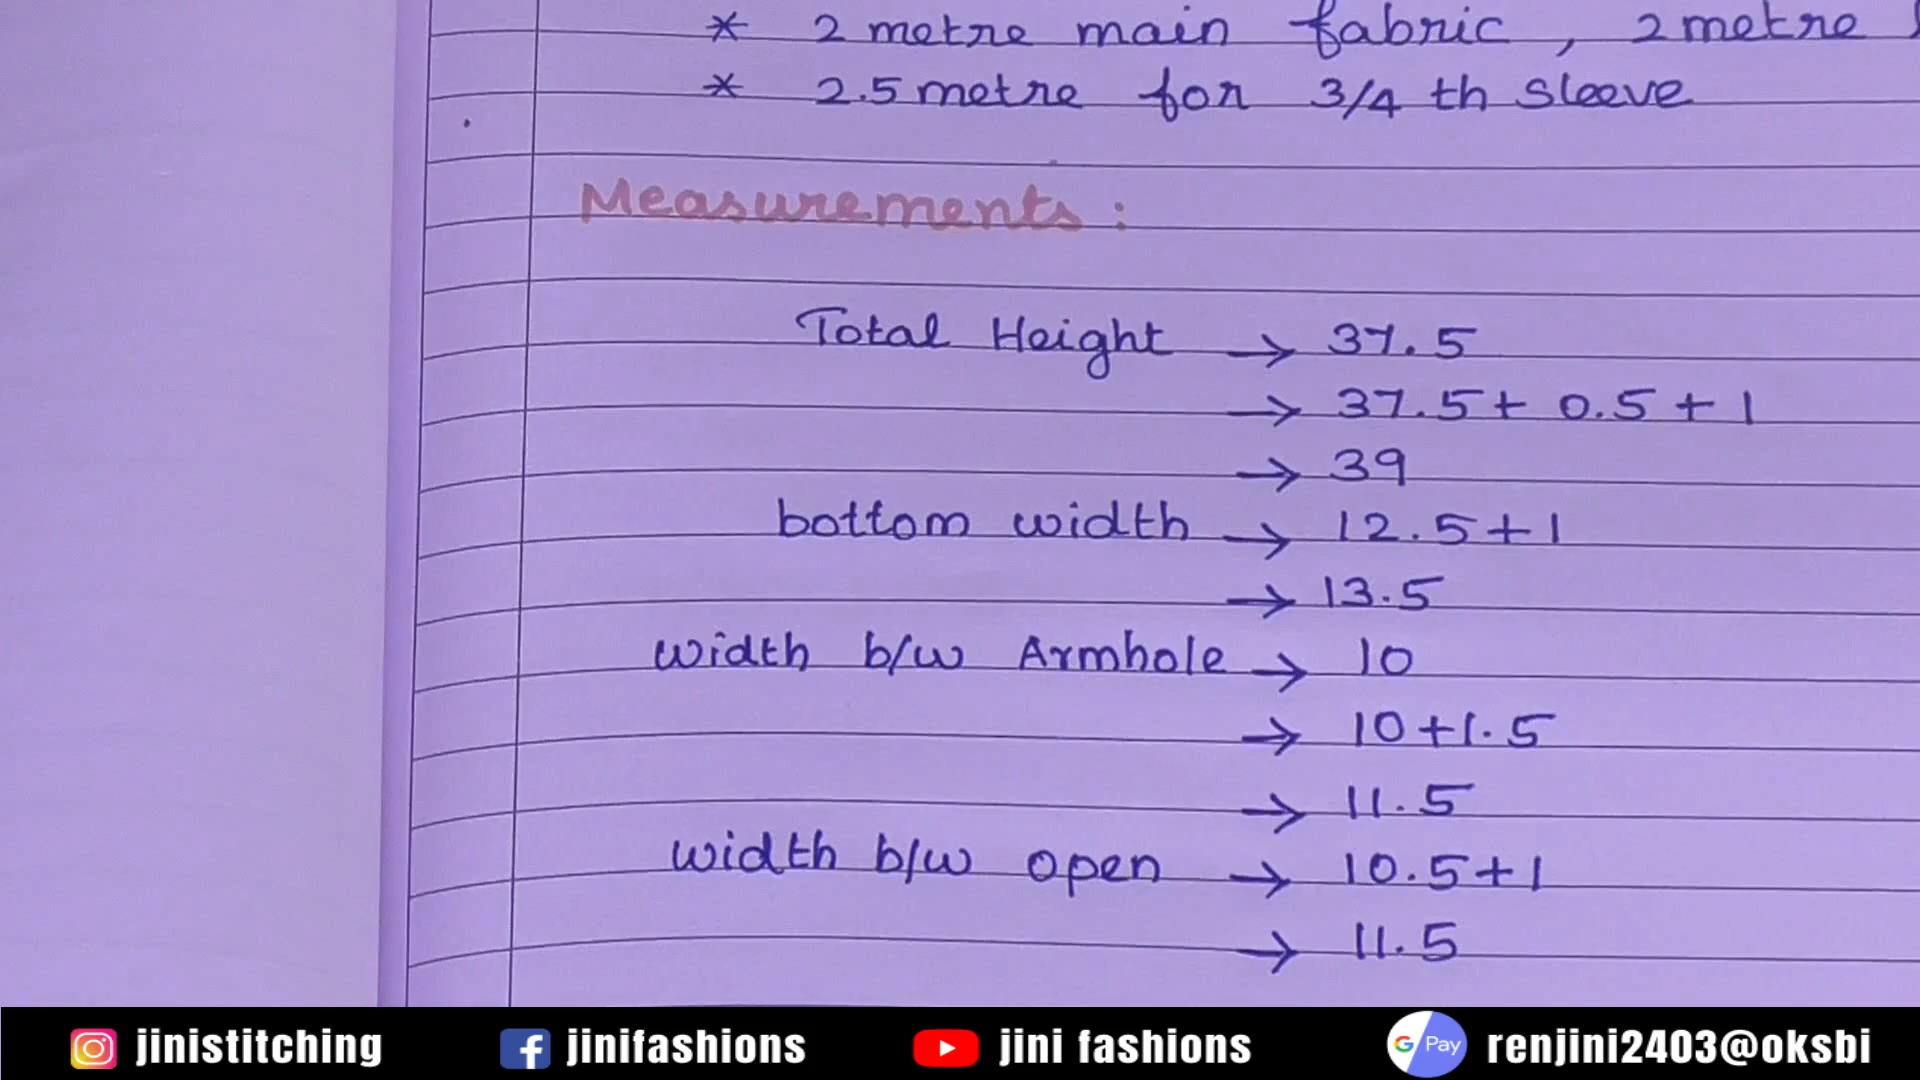 * 2 metre main fabric, 2 metre
* 2.5 metre for 3/4 th sleeve
Measurements:
Total Height → 37.5
→ 37.5 + 0.5 + 1
→ 39
bottom width → 12.5+1
→ 13.5
width b/w Armhole → 10
→ 10+1.5
→ 11.5
width b/w open → 10.5+1
→ 11.5
jinistitching jinifashions jini fashions G Pay renjini2403@oksbi